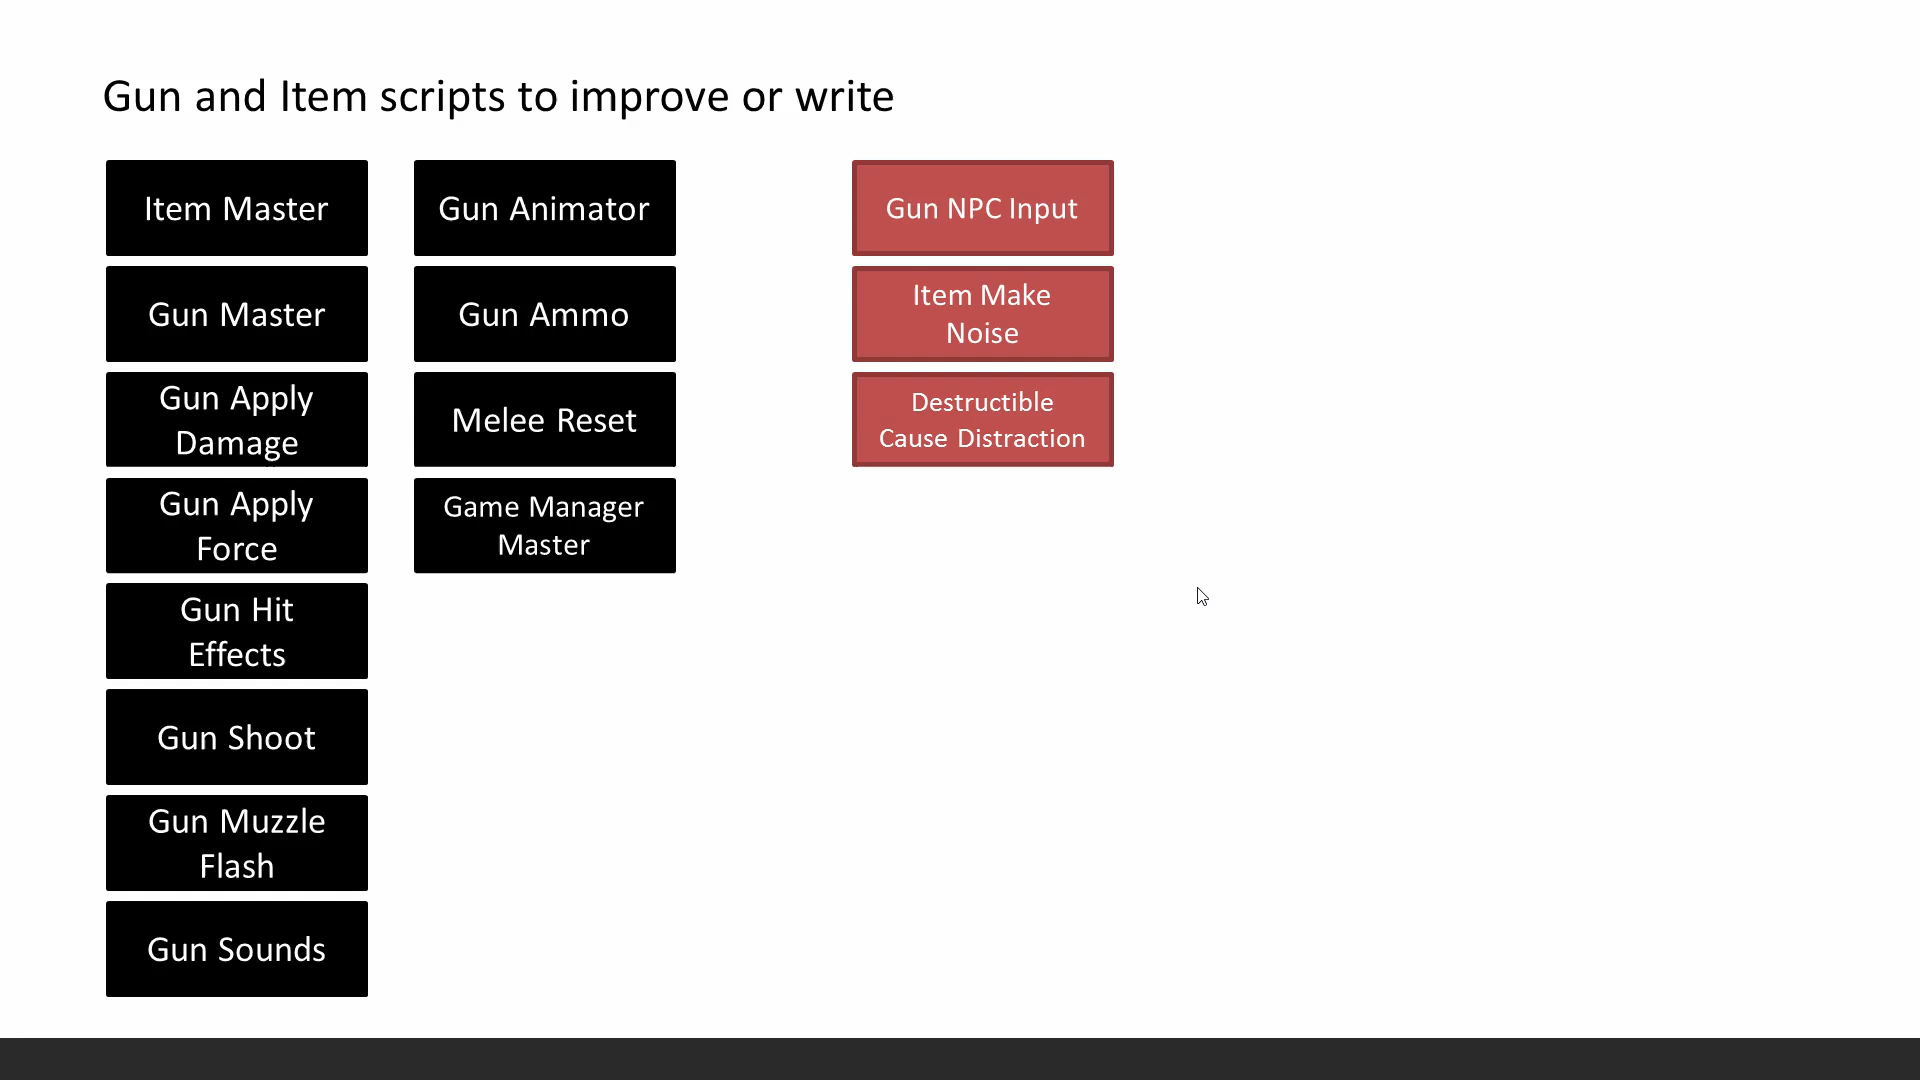 Gun and Item scripts to improve or write
Item Master
Gun Master
Gun Apply
Damage
Gun Apply
Force
Gun Hit
Effects
Gun Shoot
Gun Muzzle
Flash
Gun Sounds
Gun Animator
Gun Ammo
Melee Reset
Game Manager
Master
Gun NPC Input
Item Make
Noise
Destructible
Cause Distraction